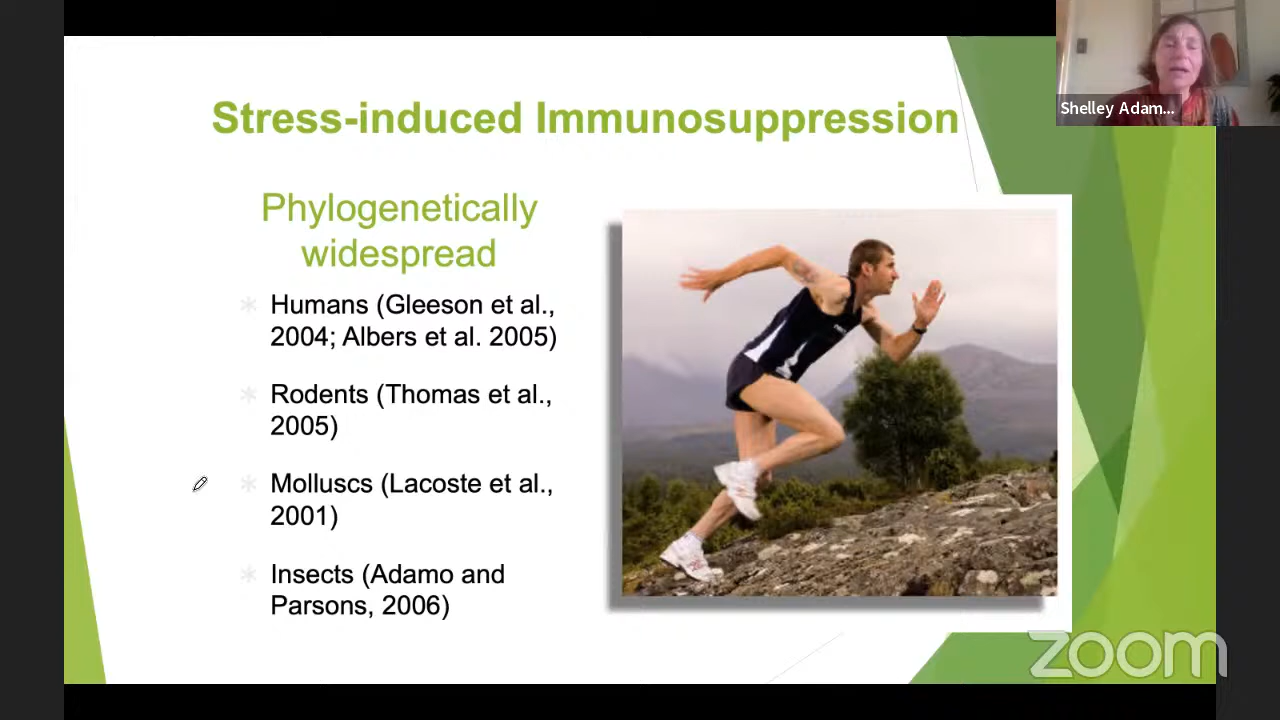 Stress-induced Immunosuppression
Phylogenetically
widespread
Humans (Gleeson et al.,
2004; Albers et al. 2005)
Rodents (Thomas et al.,
2005)
Molluscs (Lacoste et al.,
2001)
Insects (Adamo and
Parsons, 2006)
Shelley Adam...
zoom